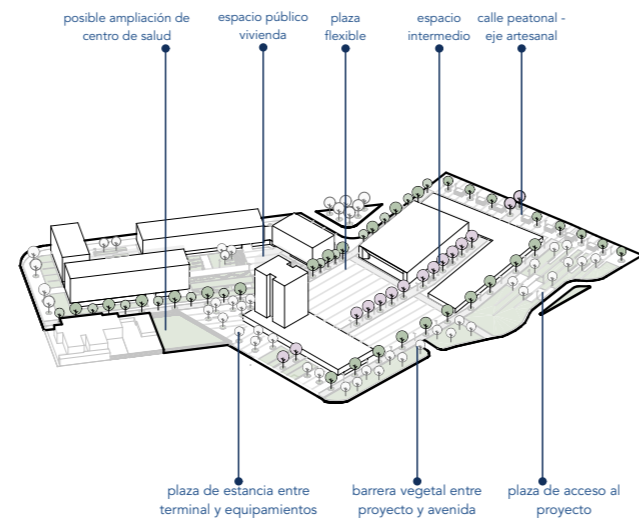 posible ampliación de
centro de salud
espacio público
vivienda
plaza
flexible
espacio
intermedio
calle peatonal -
eje artesanal
plaza de estancia entre
terminal y equipamientos
barrera vegetal entre
proyecto y avenida
plaza de acceso al
proyecto